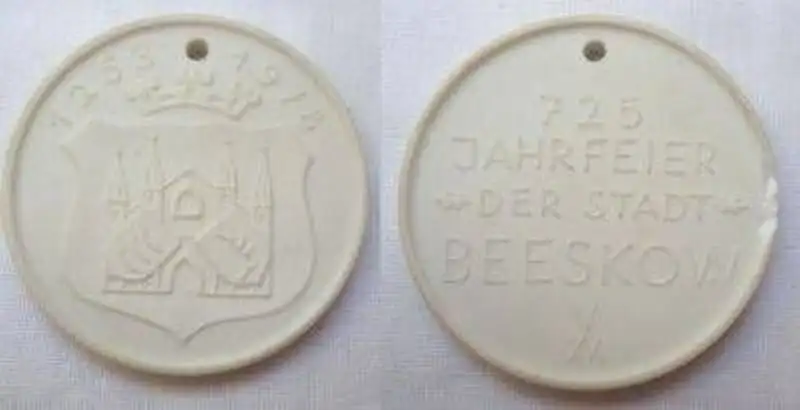 1253 1978
725
JAHRFEIER
DER STADT
BEESKOW